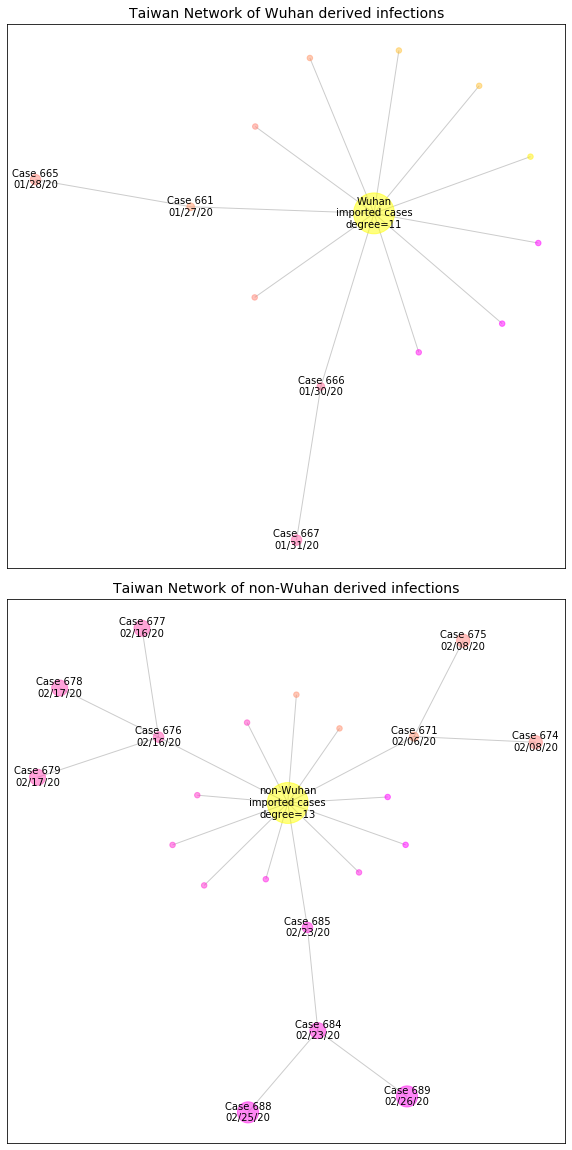 Taiwan Network of Wuhan derived infections
Case 665
01/28/20
Case 661
01/27/20
Wuhan
imported cases
degree=11
Case 666
01/30/20
Case 667
01/31/20
Taiwan Network of non-Wuhan derived infections
Case 677
02/16/20
Case 675
02/08/20
Case 678
02/17/20
Case 676
02/16/20
Case 671
02/06/20
Case 674
02/08/20
Case 679
02/17/20
non-Wuhan
imported cases
degree=13
Case 685
02/23/20
Case 684
02/23/20
Case 688
02/25/20
Case 689
02/26/20